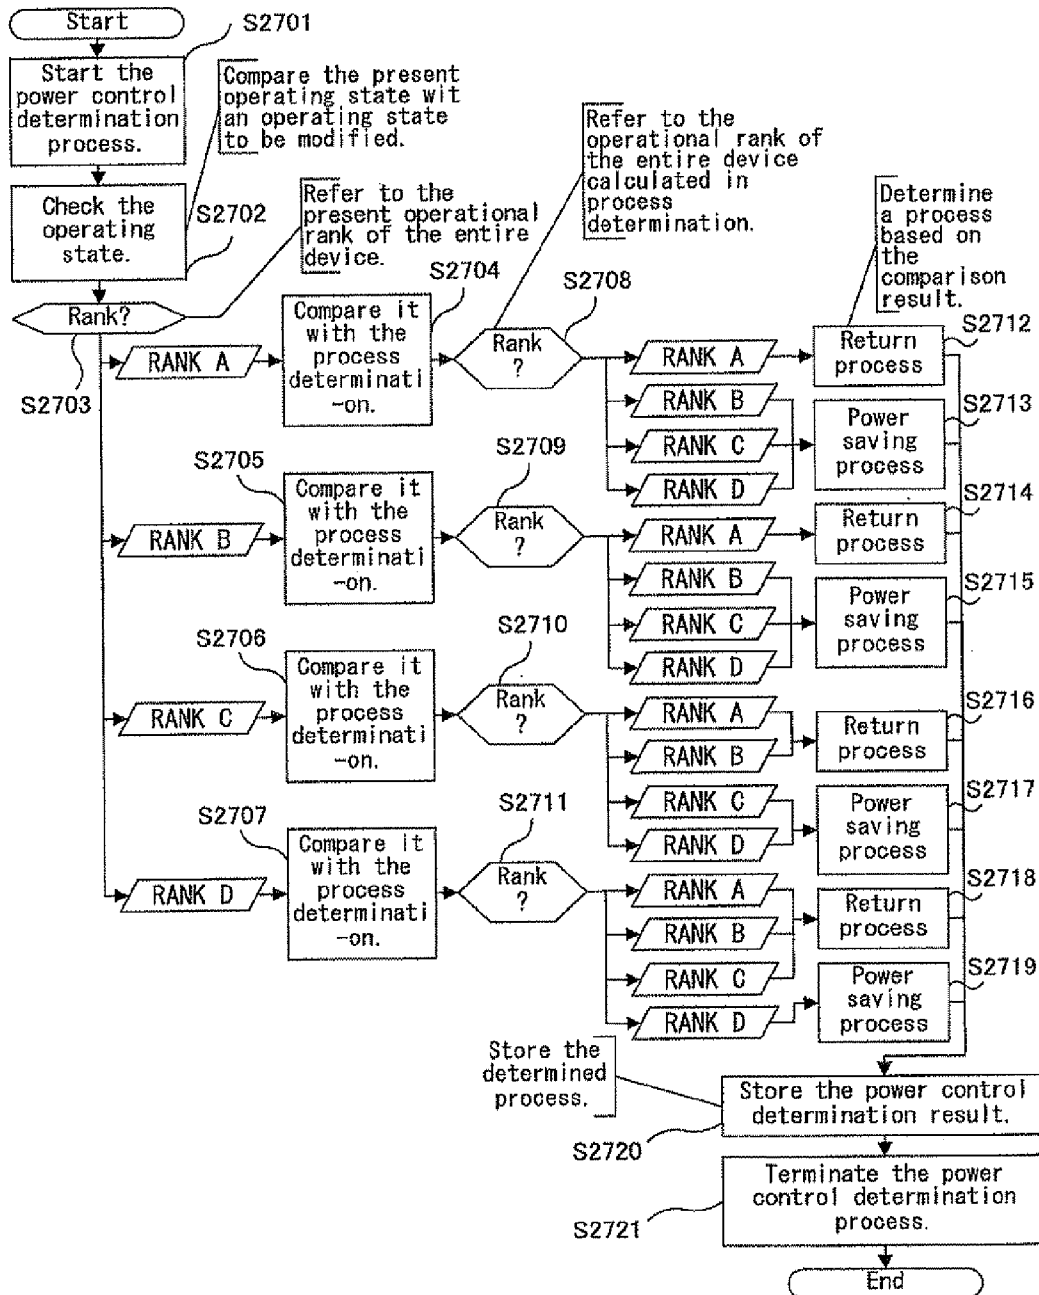 Start
S2701
Start the
power control
determination
process.
Compare the present
operating state wit
an operating state
to be modified.
Check the
operating
state.
S2702
Refer to the
present operational
rank of the entire
device.
Refer to the
operational rank of
the entire device
calculated in
process
determination.
Determine
a process
based on
the
comparison
result.
Rank?
S2703
RANK A
S2704
Compare it
with the
process
determinati
-on.
S2708
Rank
?
RANK A
RANK B
RANK C
RANK D
S2712
Return
process
S2713
Power
saving
process
RANK B
S2705
Compare it
with the
process
determinati
-on.
S2709
Rank
?
RANK A
RANK B
RANK C
RANK D
S2714
Return
process
S2715
Power
saving
process
RANK C
S2706
Compare it
with the
process
determinati
-on.
S2710
Rank
?
RANK A
RANK B
RANK C
RANK D
S2716
Return
process
S2717
Power
saving
process
RANK D
S2707
Compare it
with the
process
determinati
-on.
S2711
Rank
?
RANK A
RANK B
RANK C
RANK D
S2718
Return
process
S2719
Power
saving
process
Store the
determined
process.
Store the power control
determination result.
S2720
Terminate the power
control determination
process.
S2721
End